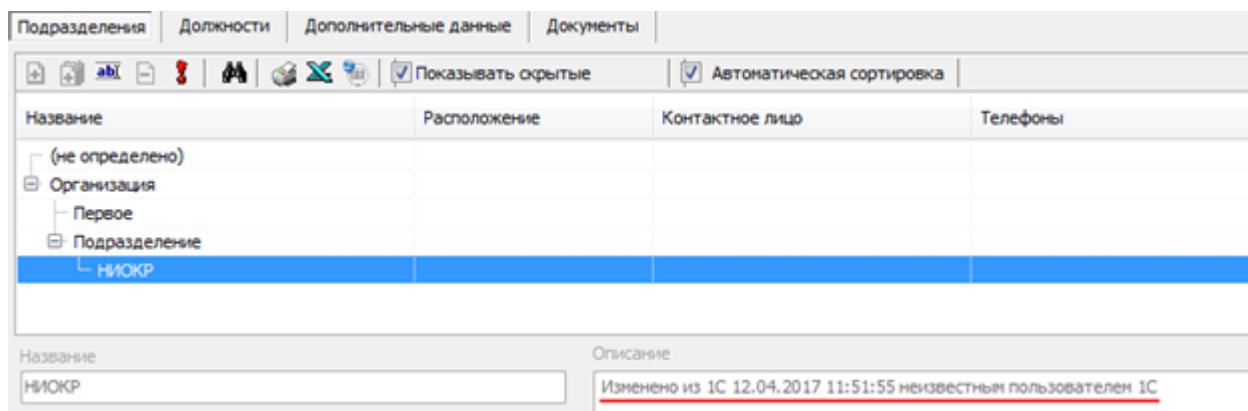 Подразделения Должности Дополнительные данные Документы
abI Показывать скрытые Автоматическая сортировка
Название Расположение Контактное лицо Телефоны
(не определено)
Организация
Первое
Подразделение
НИОКР
Название Описание
НИОКР Изменено из 1С 12.04.2017 11:51:55 неизвестным пользователем 1С